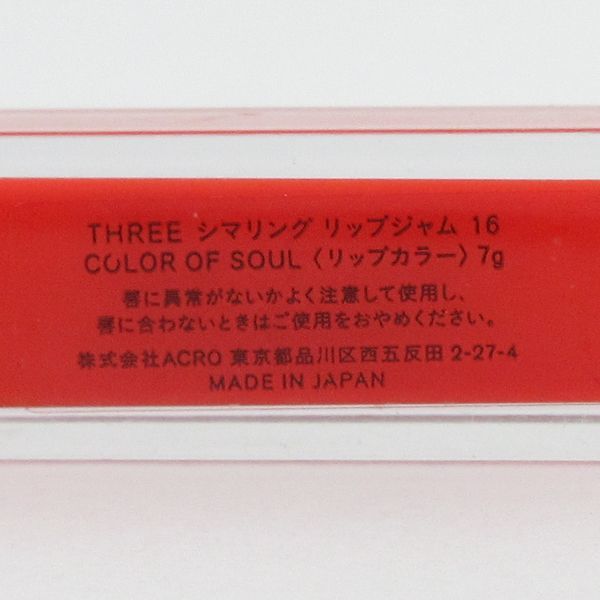 THREE シマリング リップジャム 16
COLOR OF SOUL 〈リップカラー〉 7g
唇に異常がないかよく注意して使用し、
唇に合わないときはご使用をおやめください。
株式会社ACRO 東京都品川区西五反田 2-27-4
MADE IN JAPAN